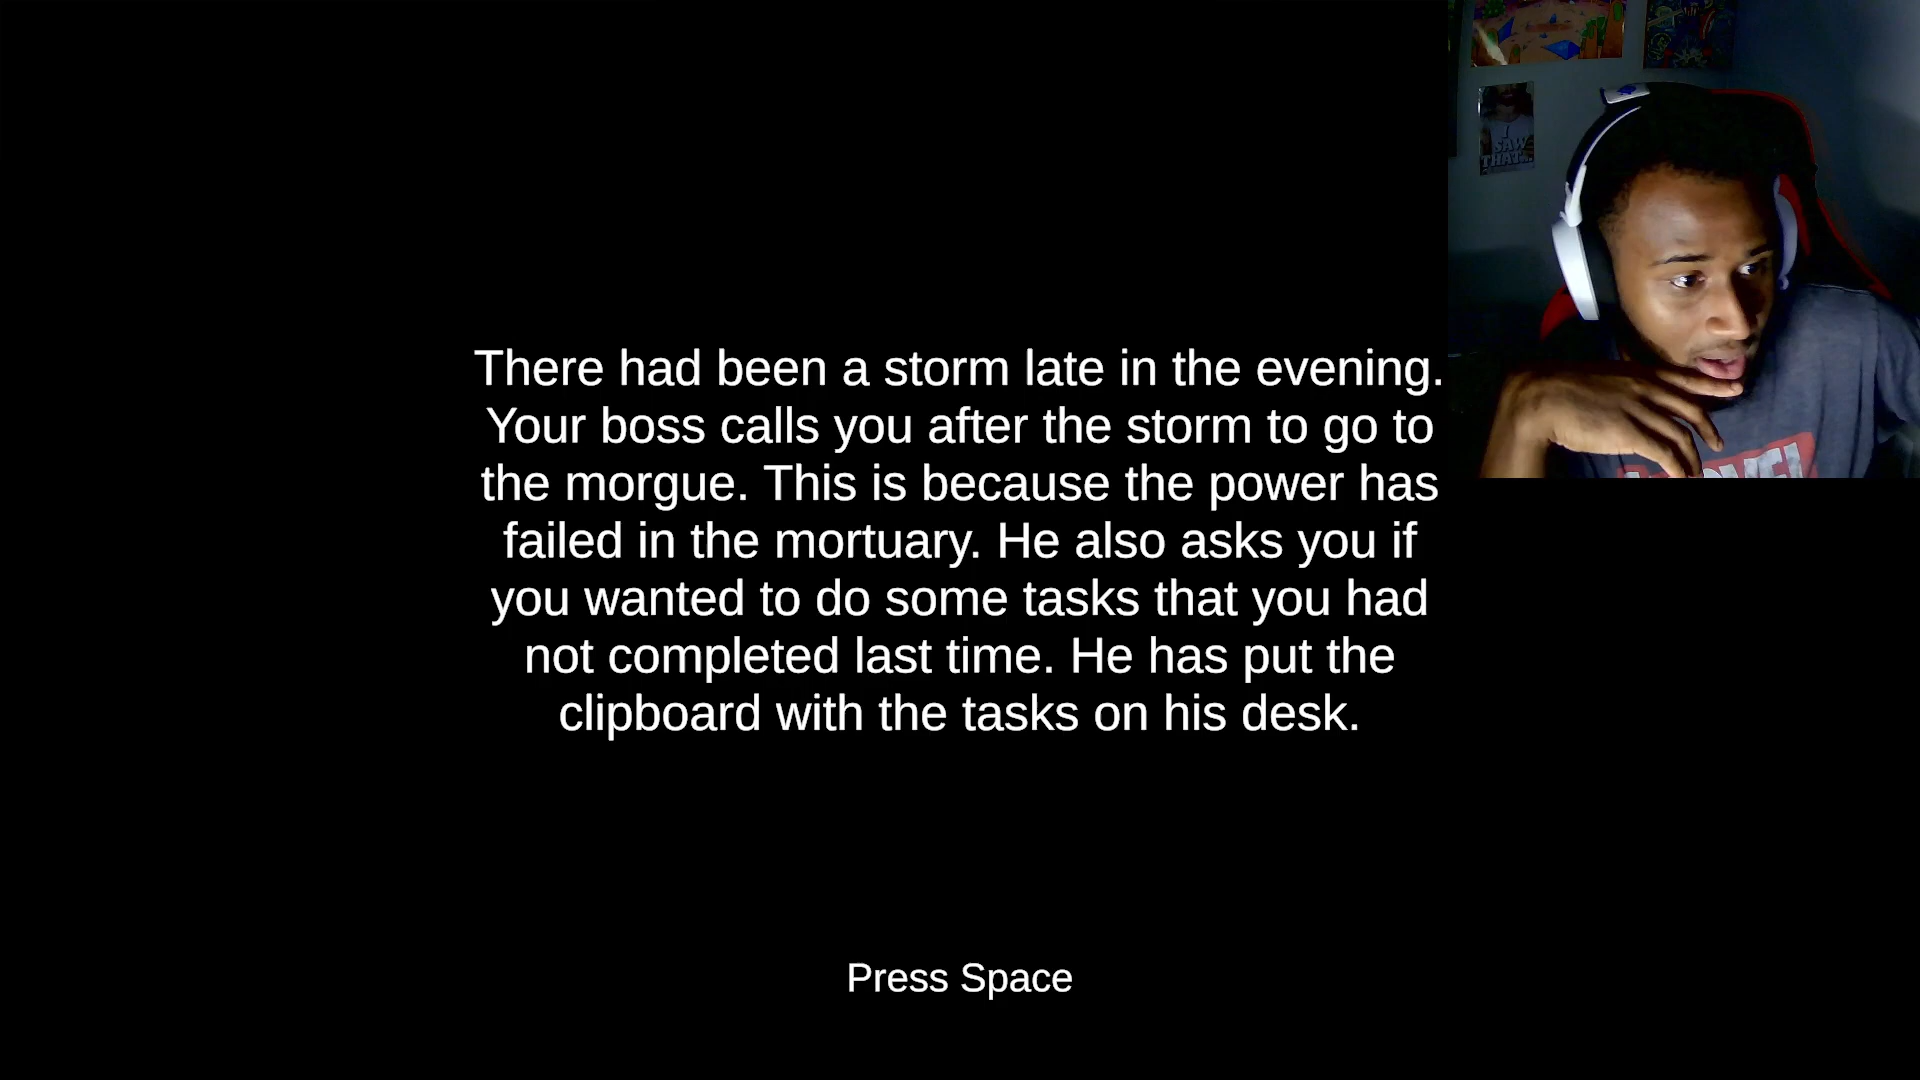 There had been a storm late in the evening.
Your boss calls you after the storm to go to
the morgue. This is because the power has
failed in the mortuary. He also asks you if
you wanted to do some tasks that you had
not completed last time. He has put the
clipboard with the tasks on his desk.
Press Space
I
SAW
THAT...